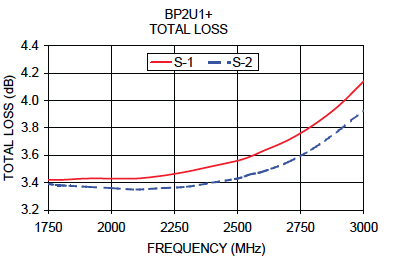 BP2U1+
TOTAL LOSS
S-1 S-2
TOTAL LOSS (dB)
4.4
4.2
4.0
3.8
3.6
3.4
3.2
1750 2000 2250 2500 2750 3000
FREQUENCY (MHz)